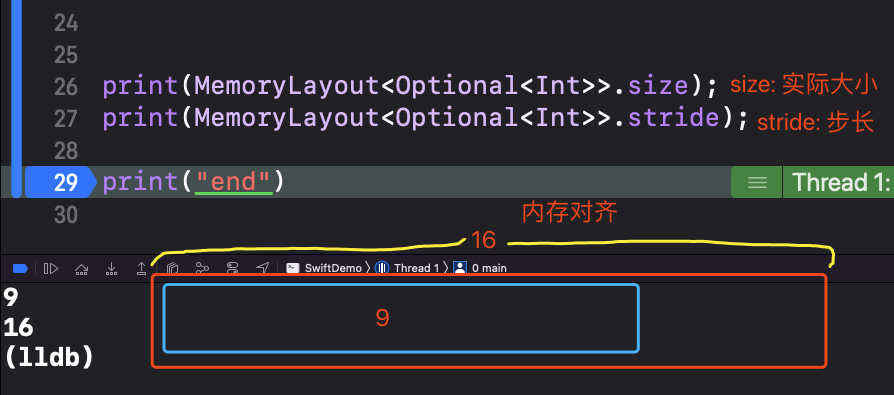 24
25
26 print(MemoryLayout<Optional<Int>>.size); size: 实际大小
27 print(MemoryLayout<Optional<Int>>.stride); stride: 步长
28
29 print("end") Thread 1:
30
内存对齐
16
SwiftDemo 〉 Thread 1 〉 0 main
9
9
16
(lldb)